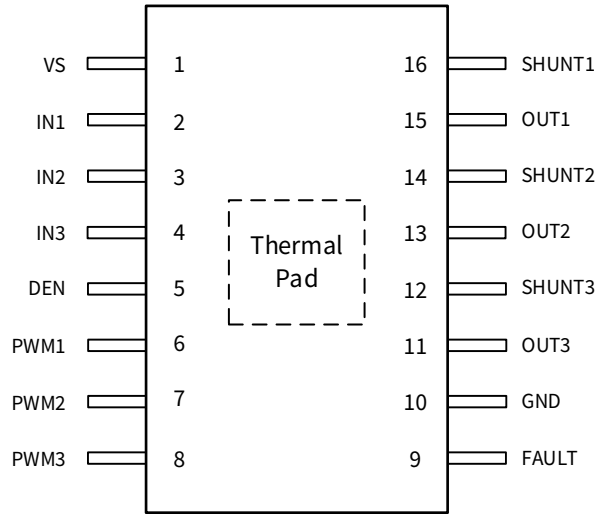 VS 1 16 SHUNT1
IN1 2 15 OUT1
IN2 3 14 SHUNT2
IN3 4 13 OUT2
Thermal
Pad
DEN 5 12 SHUNT3
PWM1 6 11 OUT3
PWM2 7 10 GND
PWM3 8 9 FAULT